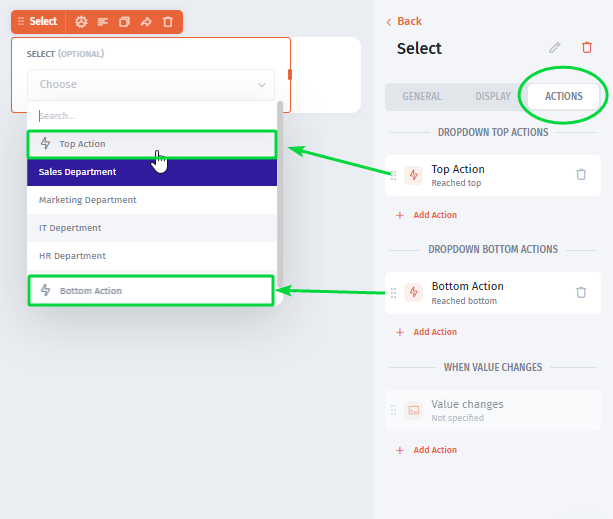 Select
SELECT (OPTIONAL)
Choose
Search...
Top Action
Sales Department
Marketing Department
IT Depertment
HR Department
Bottom Action
Back
Select
GENERAL
DISPLAY
ACTIONS
DROPDOWN TOP ACTIONS
Top Action
Reached top
+ Add Action
DROPDOWN BOTTOM ACTIONS
Bottom Action
Reached bottom
+ Add Action
WHEN VALUE CHANGES
Value changes
Not specified
+ Add Action